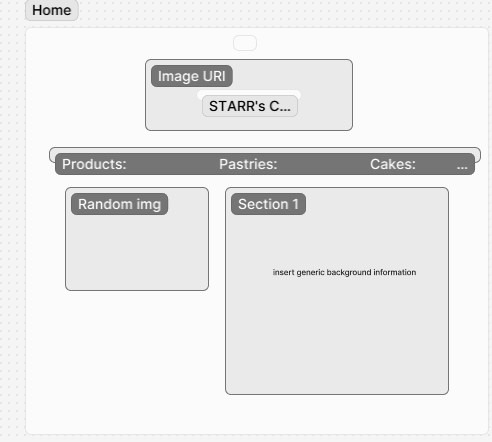 Home
Image URI
STARR's C...
Products: Pastries: Cakes: ...
Random img
Section 1
insert generic background information